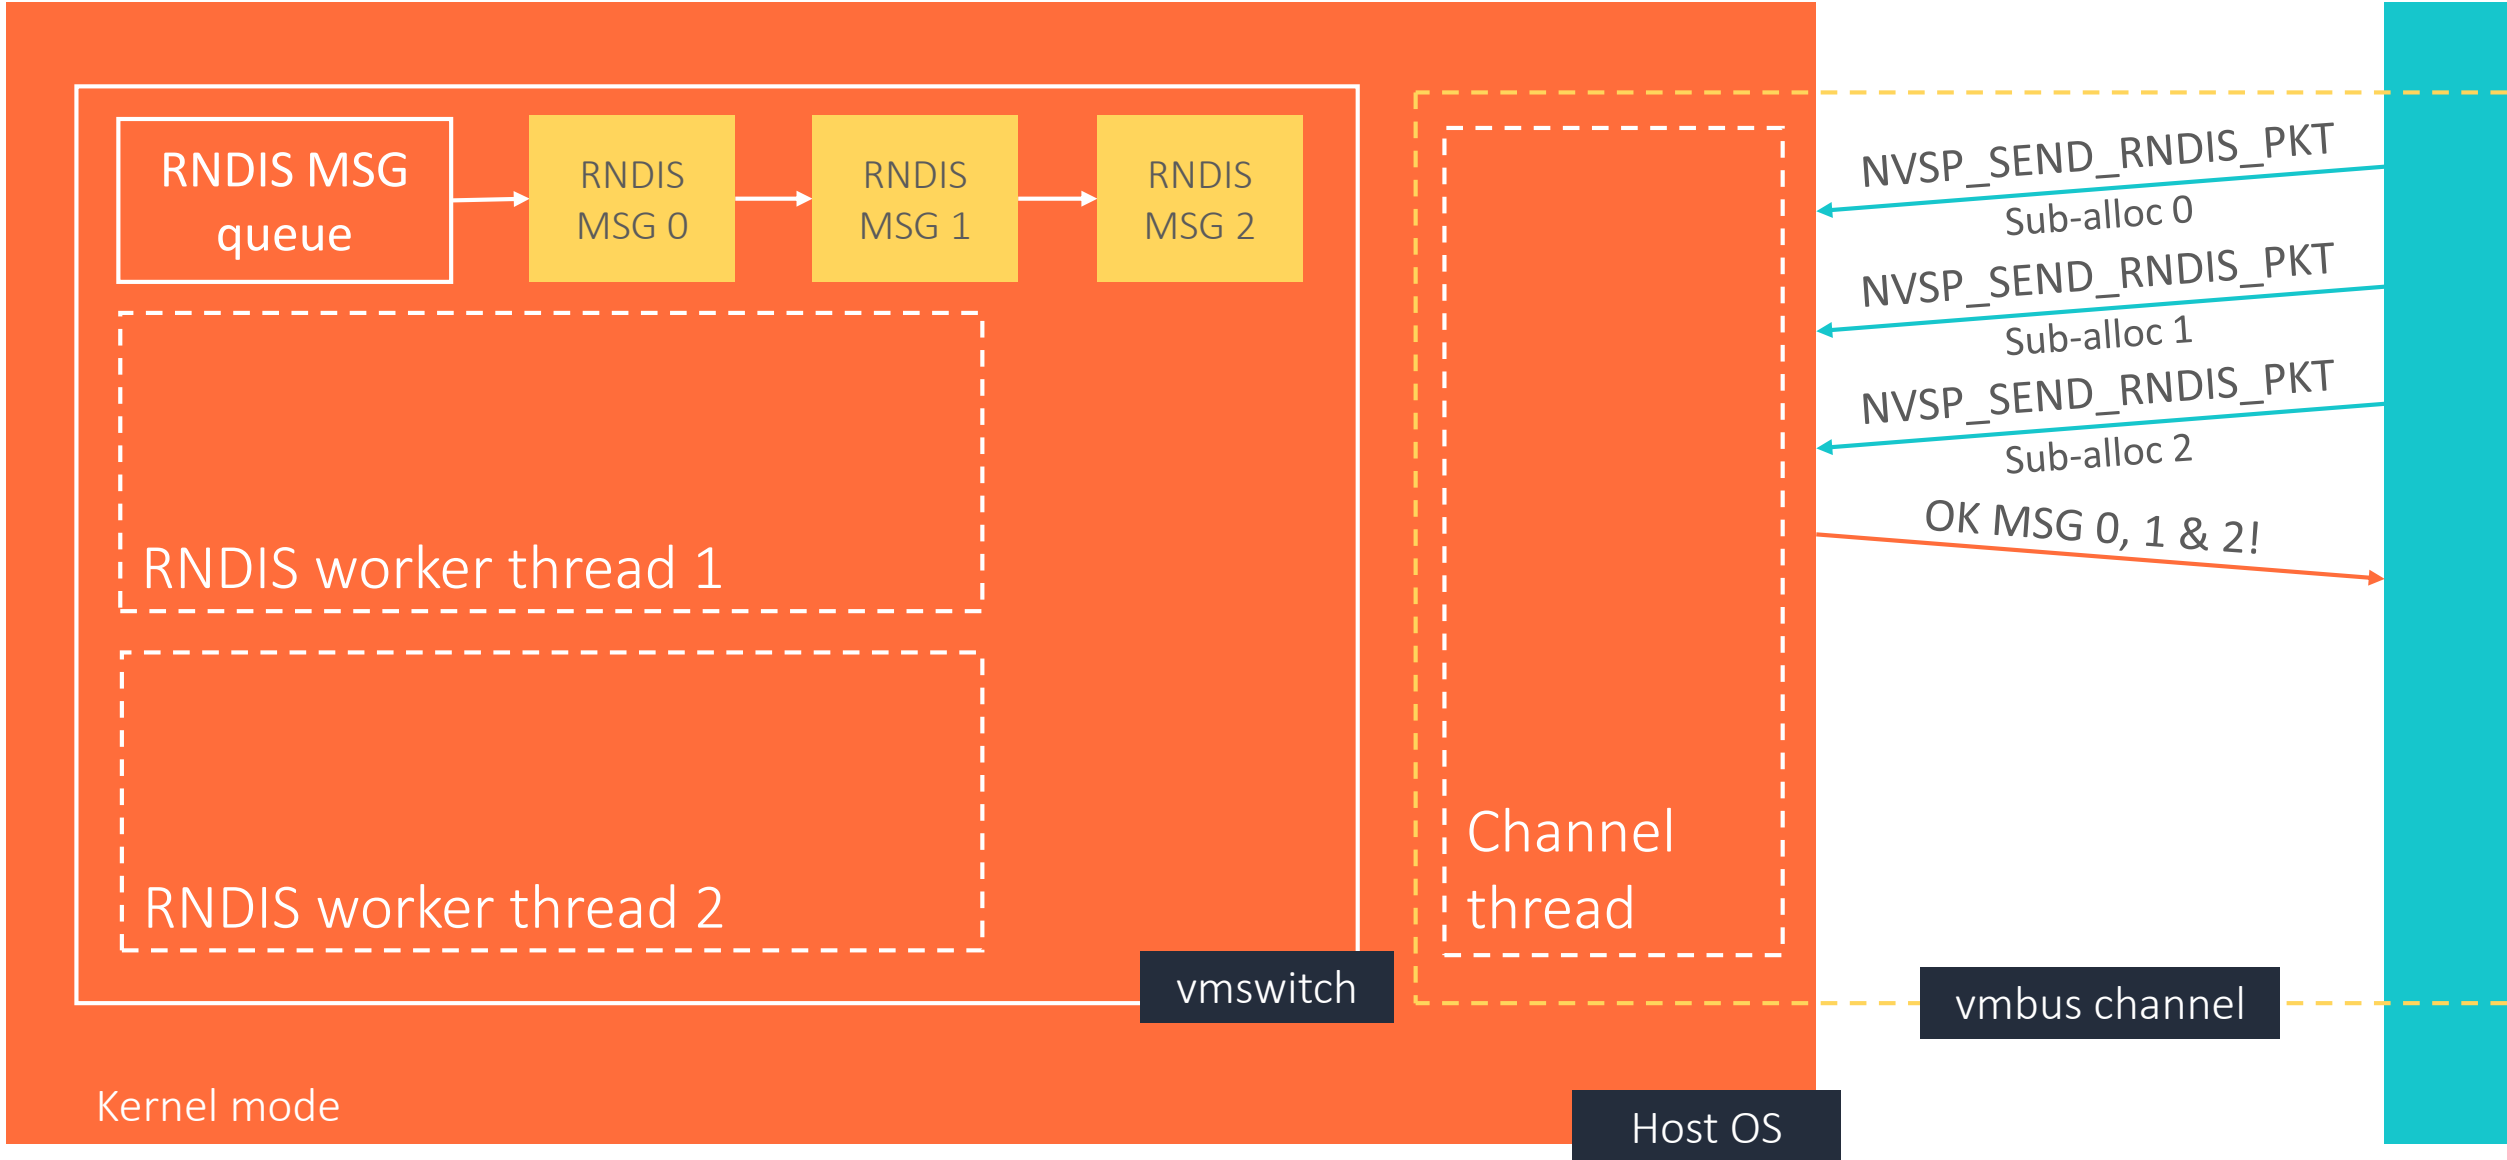 RNDIS MSG
queue
RNDIS
MSG 0
RNDIS
MSG 1
RNDIS
MSG 2
RNDIS worker thread 1
RNDIS worker thread 2
vmswitch
Kernel mode
Channel
thread
Host OS
NVSP_SEND_RNDIS_PKT
Sub-alloc 0
NVSP_SEND_RNDIS_PKT
Sub-alloc 1
NVSP_SEND_RNDIS_PKT
Sub-alloc 2
OK MSG 0, 1 & 2!
vmbus channel